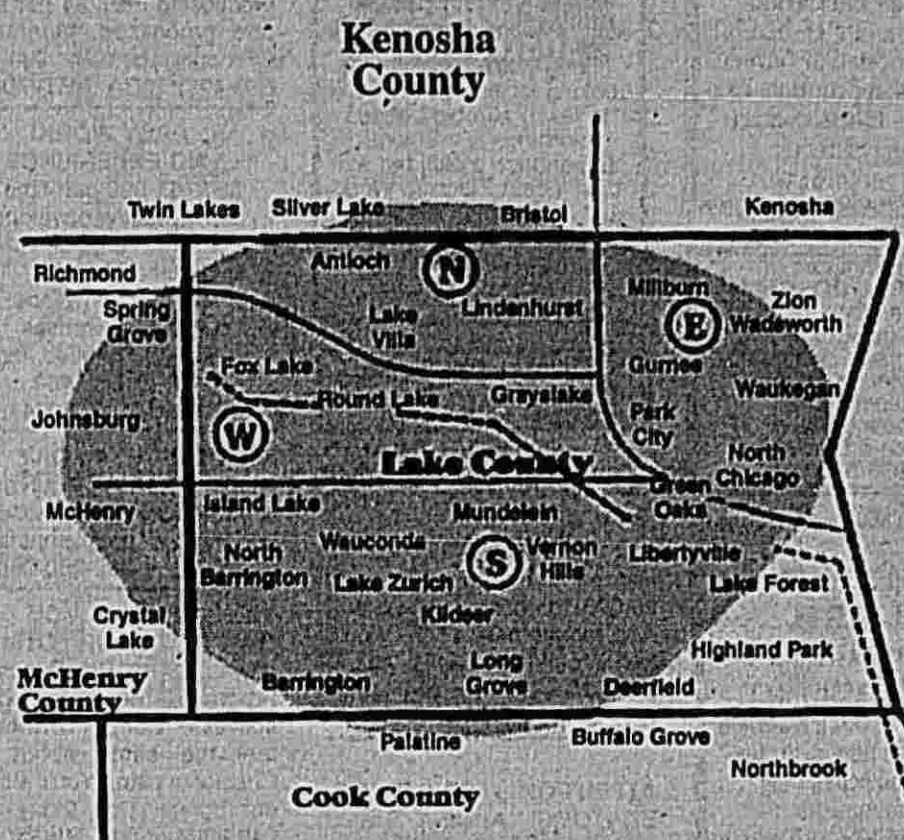 Kenosha
County
Twin Lakes
Silver Lake
Bristol
Kenosha
Richmond
Antioch
N
Millburn
Spring
Grove
Lake
Villa
Lindenhurst
E
Zion
Wadsworth
Fox Lake
Gurnee
Round Lake
Grayslake
Waukegan
Johnsburg
W
Park
City
Lake County
North
Chicago
McHenry
Island Lake
Mundelein
Green
Oaks
North
Barrington
Wauconda
Lake Zurich
S
Vernon
Hills
Libertyville
Lake Forest
Kildeer
Crystal
Lake
Highland Park
McHenry
County
Barrington
Long
Grove
Deerfield
Palatine
Buffalo Grove
Northbrook
Cook County